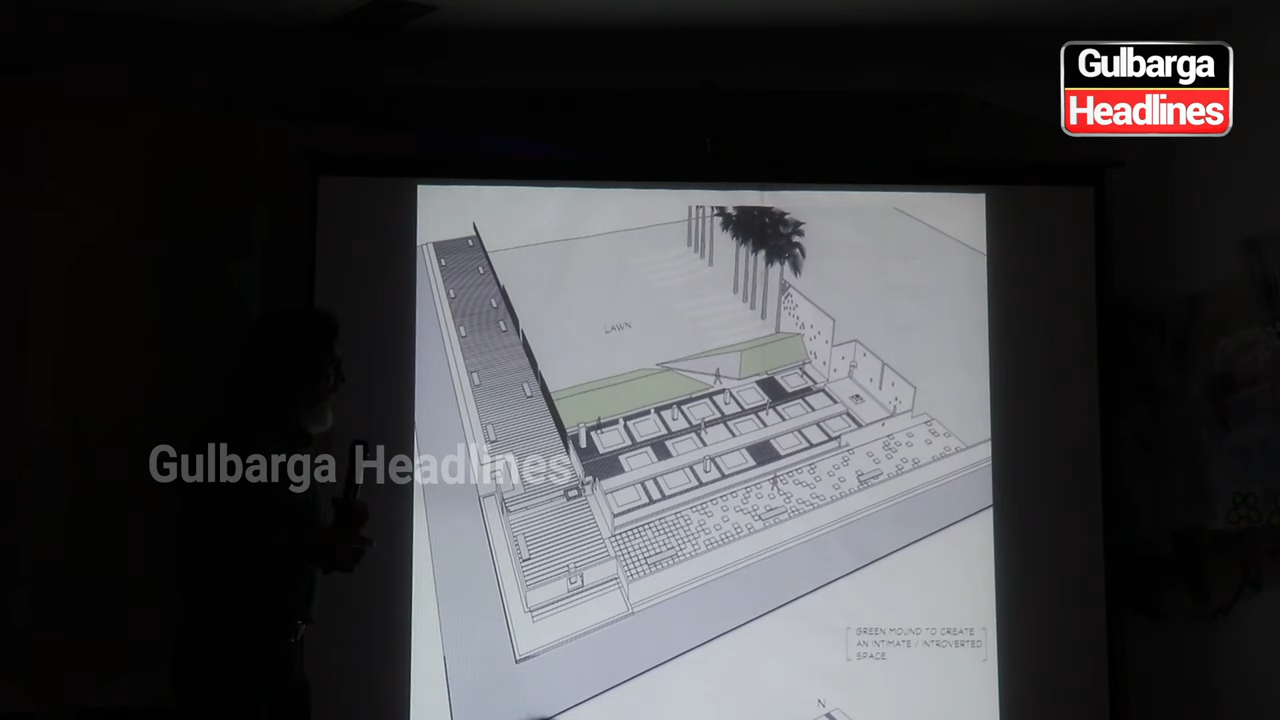 Gulbarga
Headlines
LAWN
Gulbarga Headlines
GREEN MOUND TO CREATE
AN INTIMATE / INTROVERTED
SPACE
N